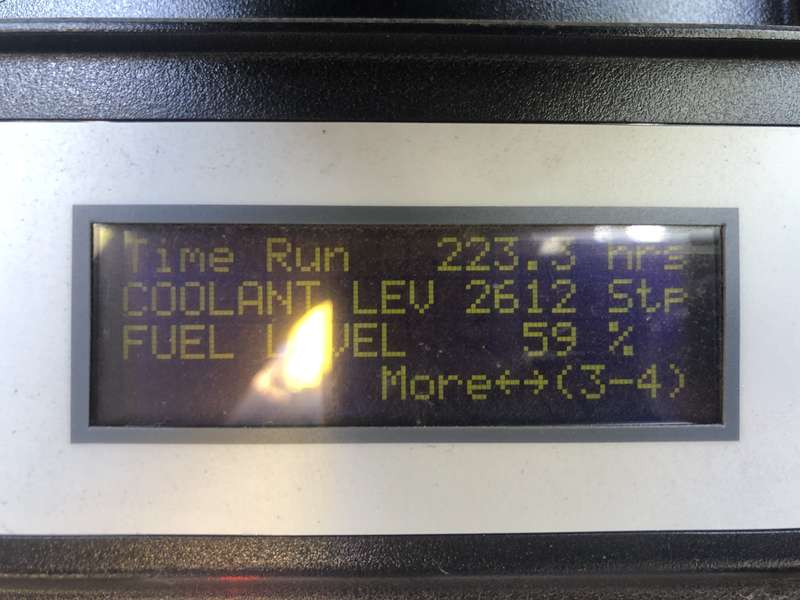 Time Run 223.3 hrs
COOLANT LEV 2612 Stp
FUEL LEVEL 59 %
More←→(3-4)